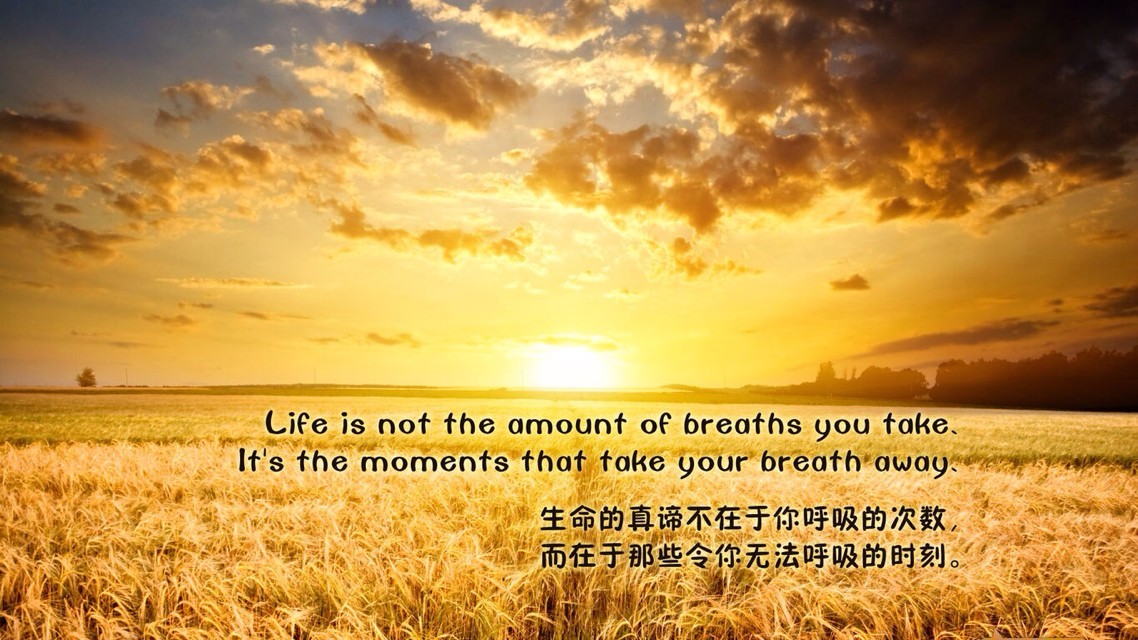 Life is not the amount of breaths you take、
It's the moments that take your breath away、
生命的真谛不在于你呼吸的次数，
而在于那些令你无法呼吸的时刻。